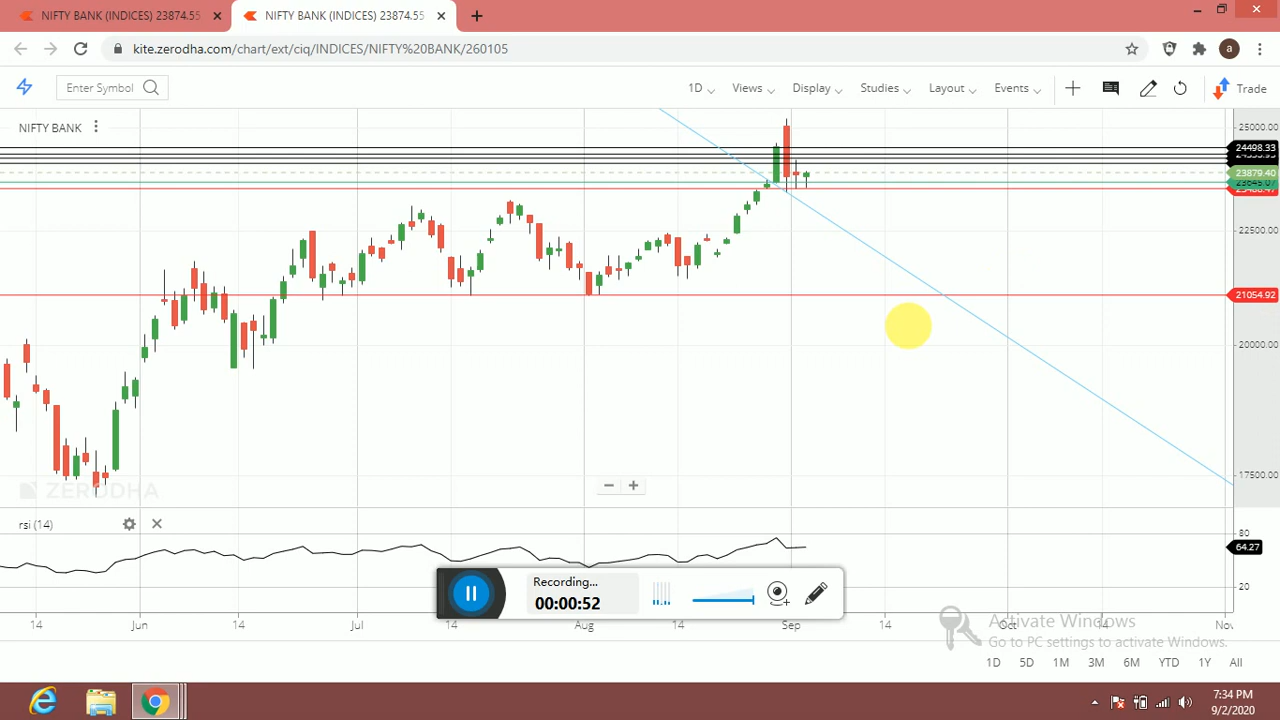 NIFTY BANK (INDICES) 23874.55
NIFTY BANK (INDICES) 23874.55
kite.zerodha.com/chart/ext/ciq/INDICES/NIFTY%20BANK/260105
a
Enter Symbol
1D
Views
Display
Studies
Layout
Events
Trade
NIFTY BANK
25000.00
24498.33
23879.40
23645.07
22500.00
21054.92
20000.00
17500.00
ZERODHA
rsi (14)
80
64.27
20
Recording...
00:00:52
14
Jun
14
Jul
14
Aug
14
Sep
14
Oct
14
Nov
Activate Windows
Go to PC settings to activate Windows.
1D
5D
1M
3M
6M
YTD
1Y
All
7:34 PM
9/2/2020